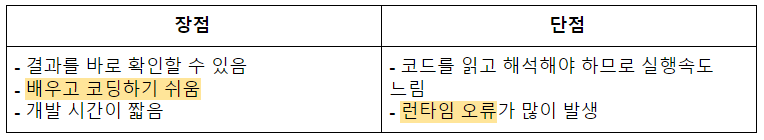 장점
단점
- 결과를 바로 확인할 수 있음
- 배우고 코딩하기 쉬움
- 개발 시간이 짧음
- 코드를 읽고 해석해야 하므로 실행속도
느림
- 런타임 오류가 많이 발생